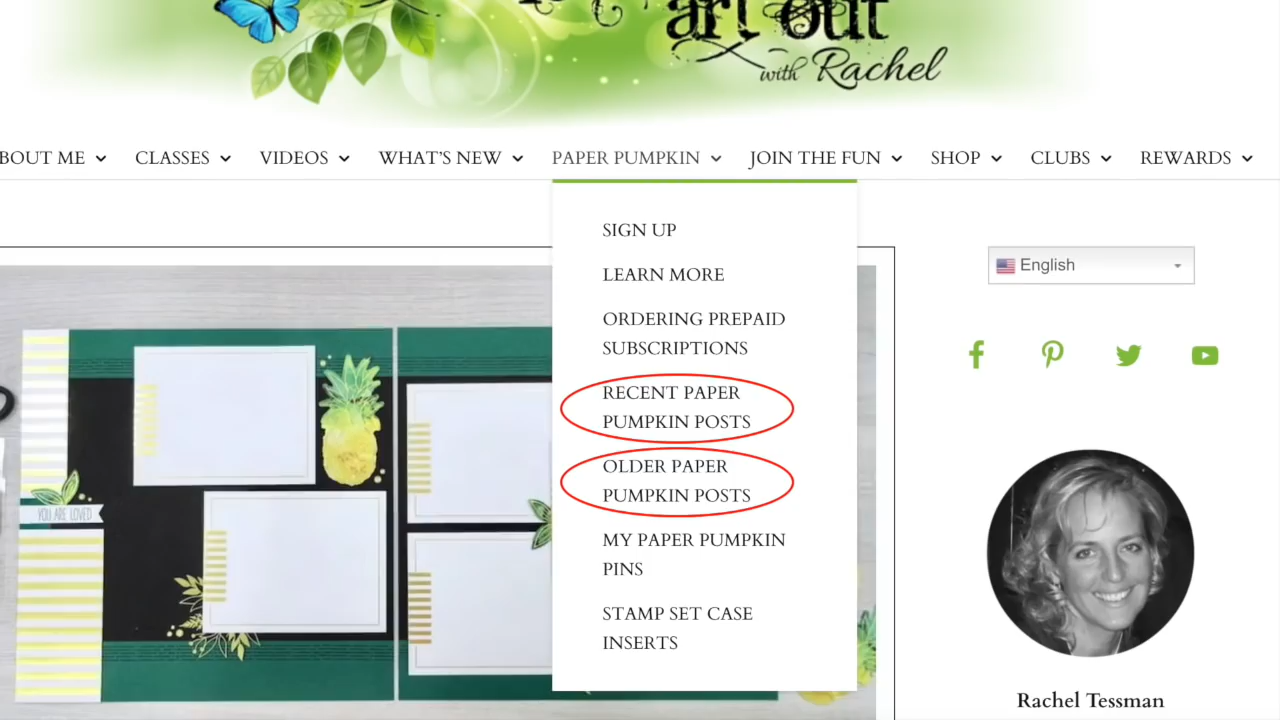 art out
with Rachel
BOUT ME CLASSES VIDEOS WHAT'S NEW PAPER PUMPKIN JOIN THE FUN SHOP CLUBS REWARDS
SIGN UP
LEARN MORE
ORDERING PREPAID
SUBSCRIPTIONS
RECENT PAPER
PUMPKIN POSTS
OLDER PAPER
PUMPKIN POSTS
MY PAPER PUMPKIN
PINS
STAMP SET CASE
INSERTS
English
YOU ARE LOVED
Rachel Tessman